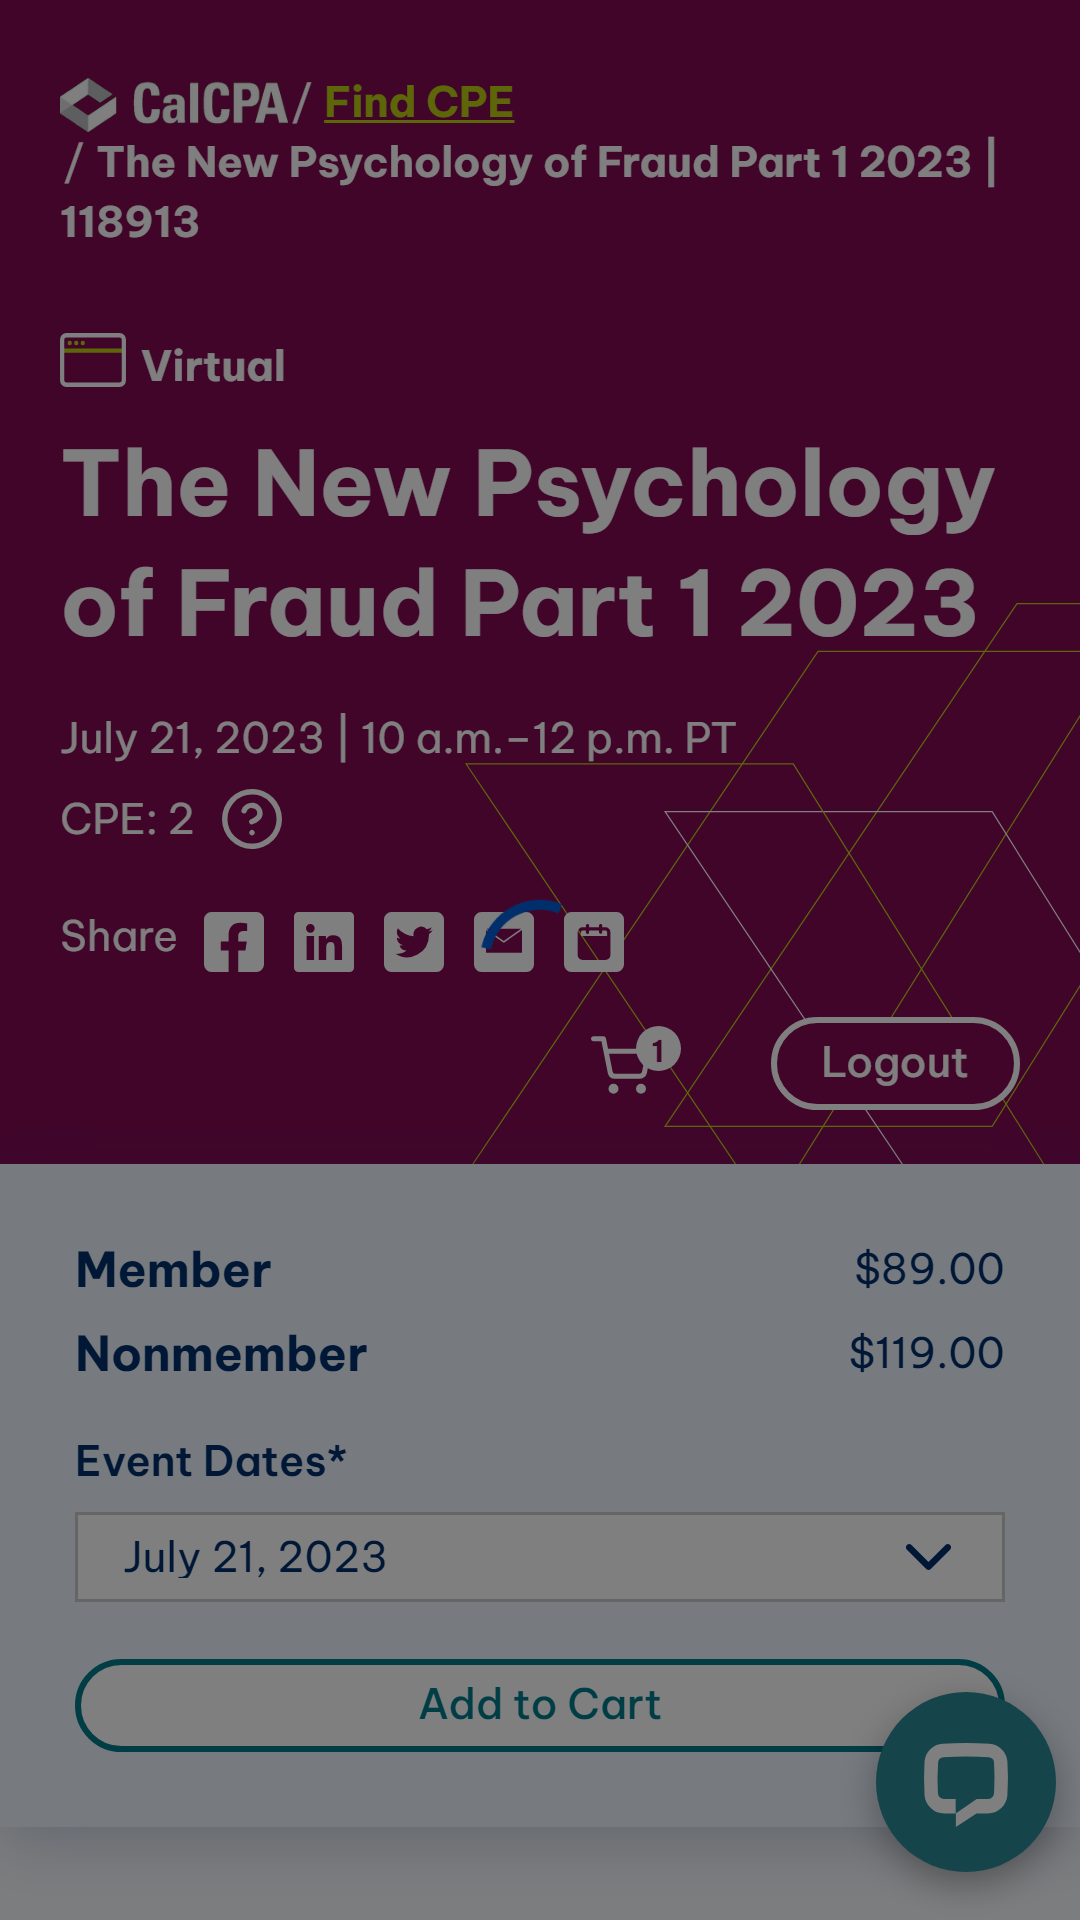 CalCPA / Find CPE
/ The New Psychology of Fraud Part 1 2023 |
118913
Virtual
The New Psychology
of Fraud Part 1 2023
July 21, 2023 | 10 a.m.–12 p.m. PT
CPE: 2 ?
Share
1
Logout
Member $89.00
Nonmember $119.00
Event Dates*
July 21, 2023
Add to Cart